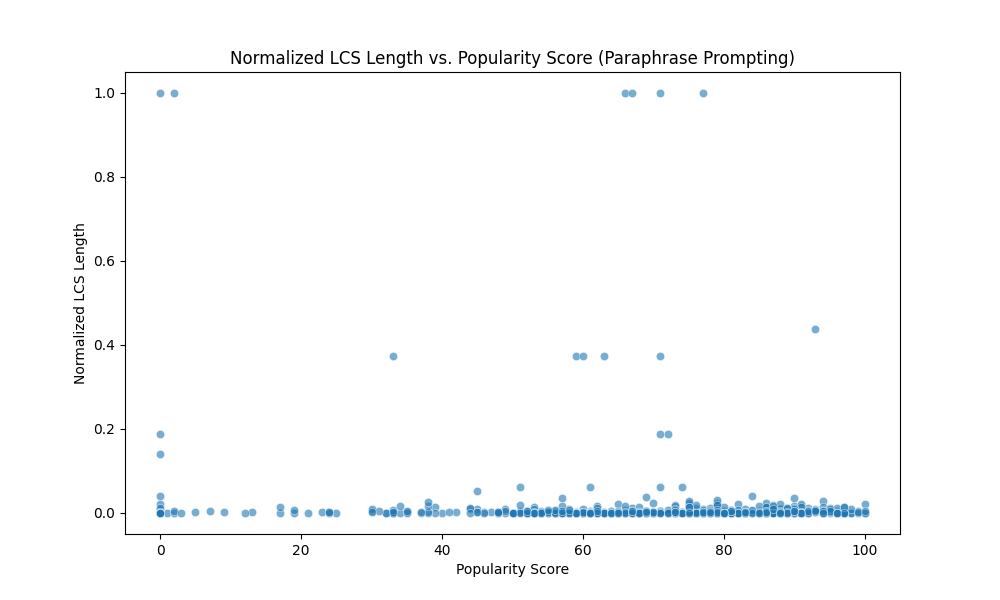 Normalized LCS Length vs. Popularity Score (Paraphrase Prompting)
1.0
0.8
0.6
0.4
0.2
0.0
Normalized LCS Length
0 20 40 60 80 100
Popularity Score